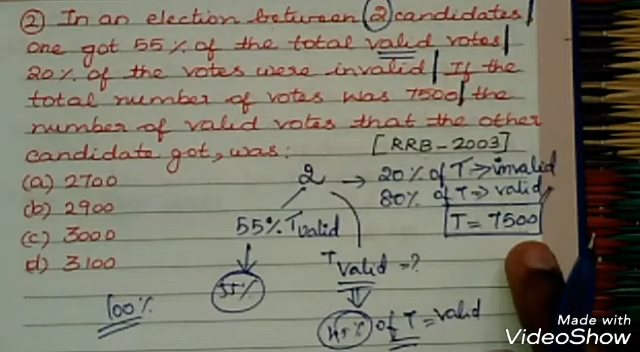 ② In an election between 2 candidates
one got 55% of the total valid votes
20% of the votes were invalid If the
total number of votes was 7500 the
number of valid votes that the other
candidate got, was: [RRB-2003]
(a) 2700
(b) 2900
(c) 3000
(d) 3100
2 → 20% of T ⇒ invalid
80% of T ⇒ valid
T = 7500
55% Tvalid
55%
Tvalid = ?
45% of T = valid
100%
Made with
VideoShow